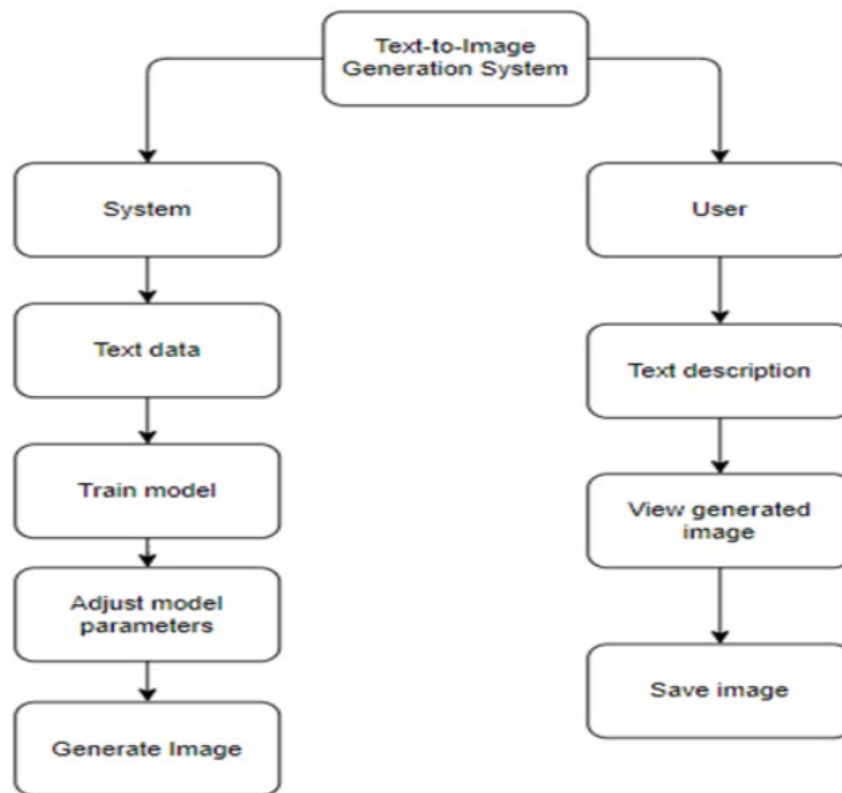 Text-to-Image
Generation System
System
User
Text data
Text description
Train model
View generated
image
Adjust model
parameters
Save image
Generate Image